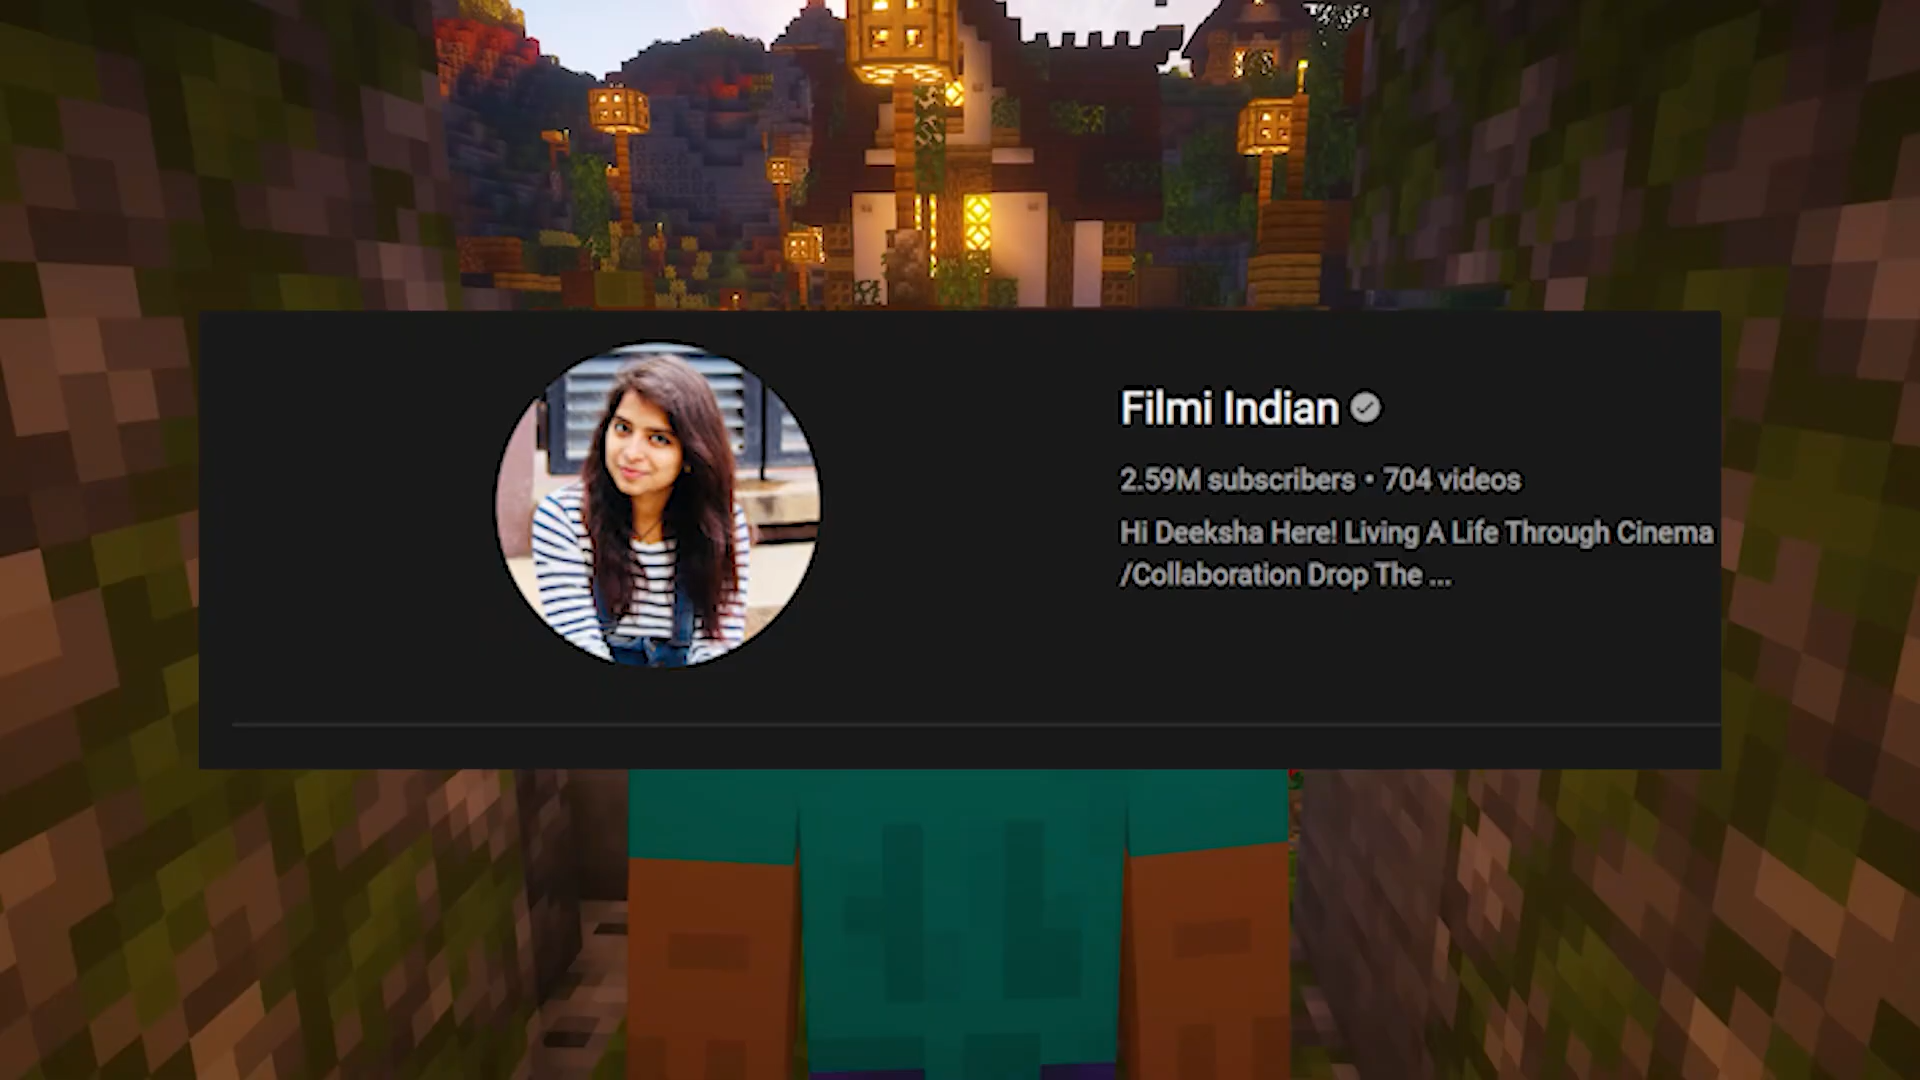 Filmi Indian
2.59M subscribers • 704 videos
Hi Deeksha Here! Living A Life Through Cinema
/Collaboration Drop The ...